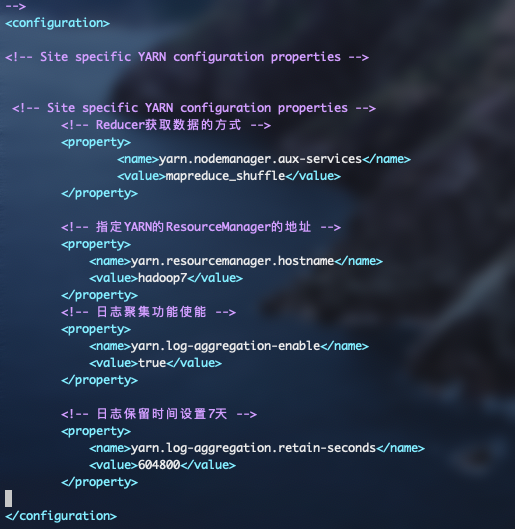 -->
<configuration>
<!-- Site specific YARN configuration properties -->
<!-- Site specific YARN configuration properties -->
<!-- Reducer获取数据的方式 -->
<property>
<name>yarn.nodemanager.aux-services</name>
<value>mapreduce_shuffle</value>
</property>
<!-- 指定YARN的ResourceManager的地址 -->
<property>
<name>yarn.resourcemanager.hostname</name>
<value>hadoop7</value>
</property>
<!-- 日志聚集功能使能 -->
<property>
<name>yarn.log-aggregation-enable</name>
<value>true</value>
</property>
<!-- 日志保留时间设置7天 -->
<property>
<name>yarn.log-aggregation.retain-seconds</name>
<value>604800</value>
</property>
</configuration>